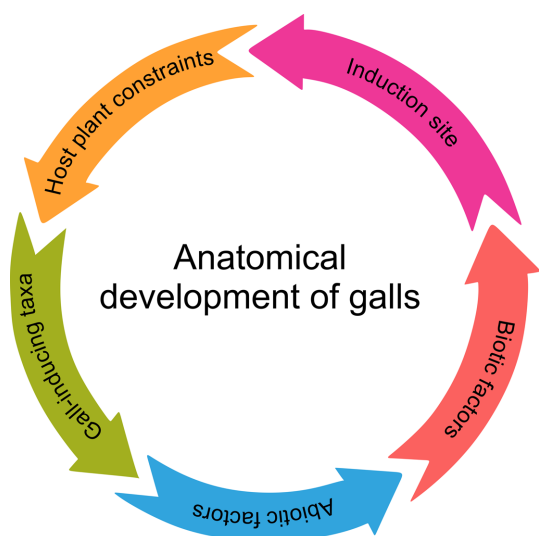 Host plant constraints
Induction site
Anatomical
development of galls
Gall-inducing taxa
Biotic factors
Abiotic factors